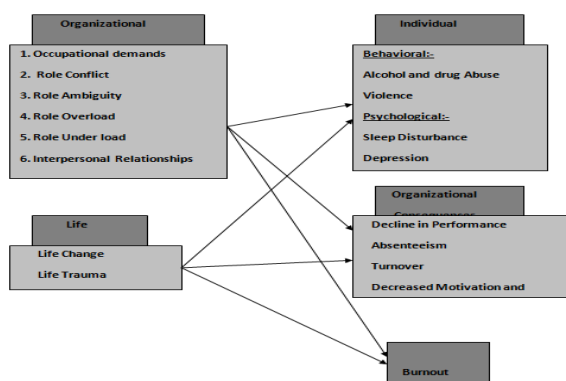 Organizational
1. Occupational demands
2. Role Conflict
3. Role Ambiguity
4. Role Overload
5. Role Under load
6. Interpersonal Relationships
Life
Life Change
Life Trauma
Individual
Behavioral:-
Alcohol and drug Abuse
Violence
Psychological:-
Sleep Disturbance
Depression
Organizational
Consequences
Decline in Performance
Absenteeism
Turnover
Decreased Motivation and
Burnout